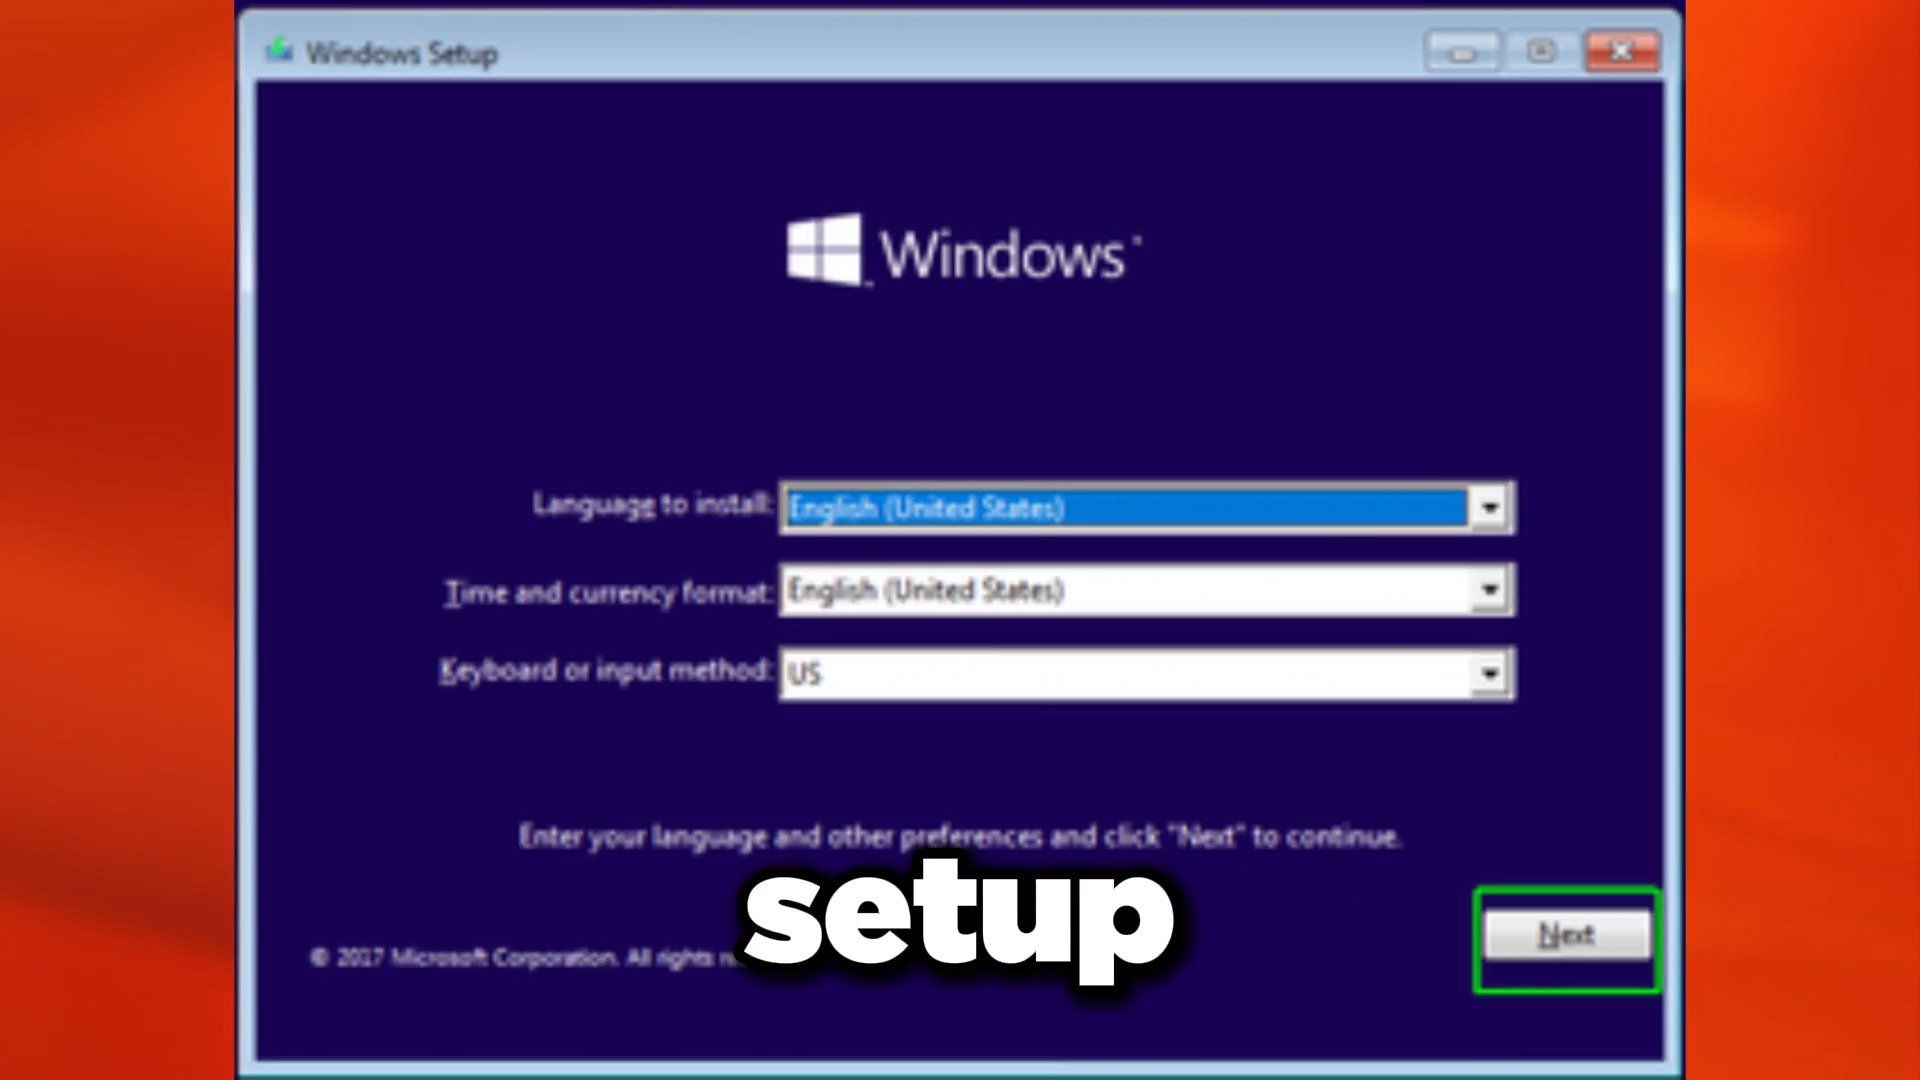 Windows Setup
Windows
Language to install: English (United States)
Time and currency format: English (United States)
Keyboard or input method: US
Enter your language and other preferences and click "Next" to continue.
setup
Next
© 2017 Microsoft Corporation. All rights